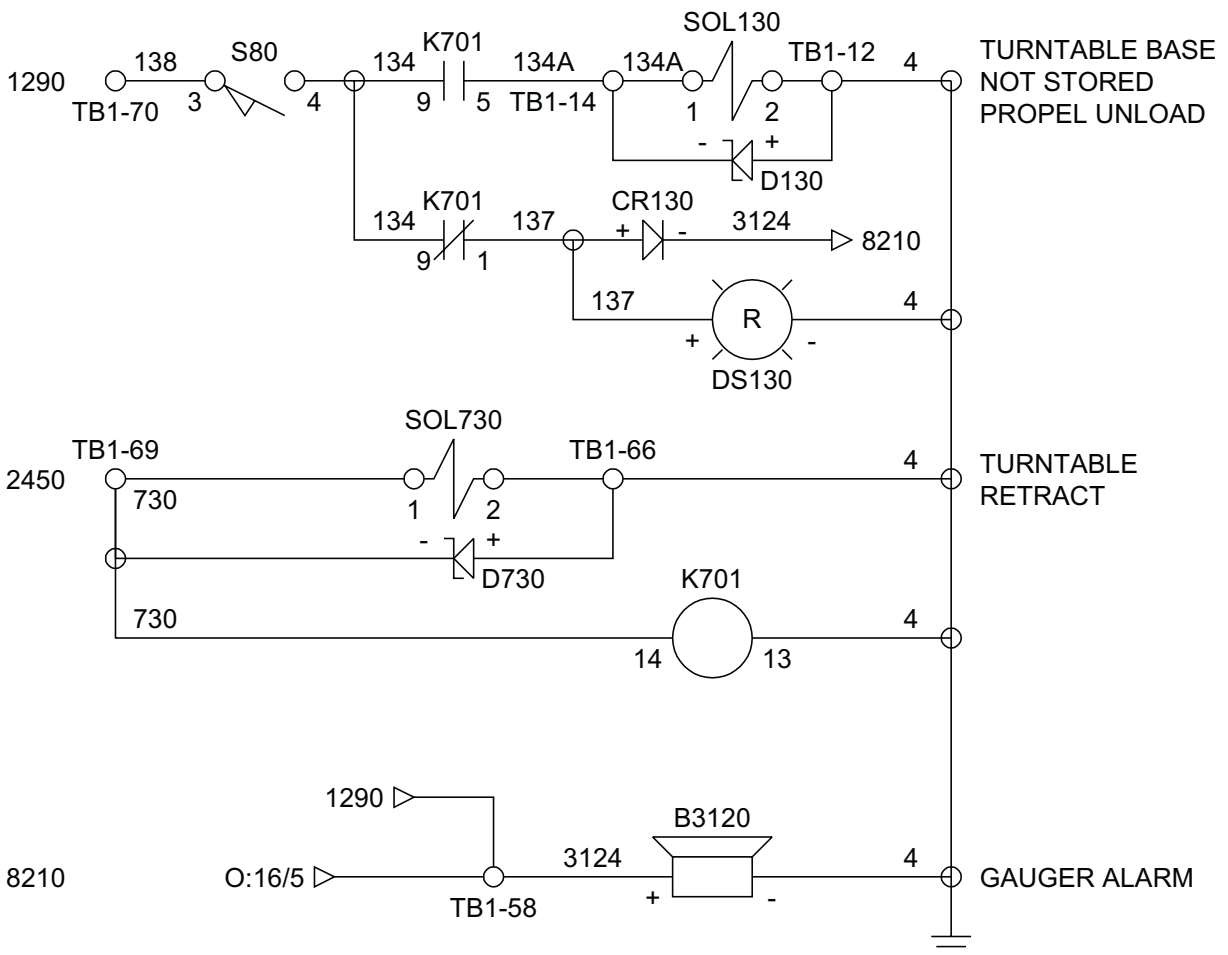 SOL130
138
S80
134
K701
134A
134A
TB1-12
4
TURNTABLE BASE
1290
NOT STORED
TB1-70
3
4
9
5
TB1-14
1
2
PROPEL UNLOAD
-
+
D130
134
K701
137
CR130
3124
+
-
8210
9
1
137
R
4
+
-
DS130
SOL730
TB1-69
TB1-66
4
TURNTABLE
2450
730
1
2
RETRACT
-
+
D730
K701
730
4
14
13
1290
B3120
3124
4
8210
O:16/5
GAUGER ALARM
TB1-58
+
-